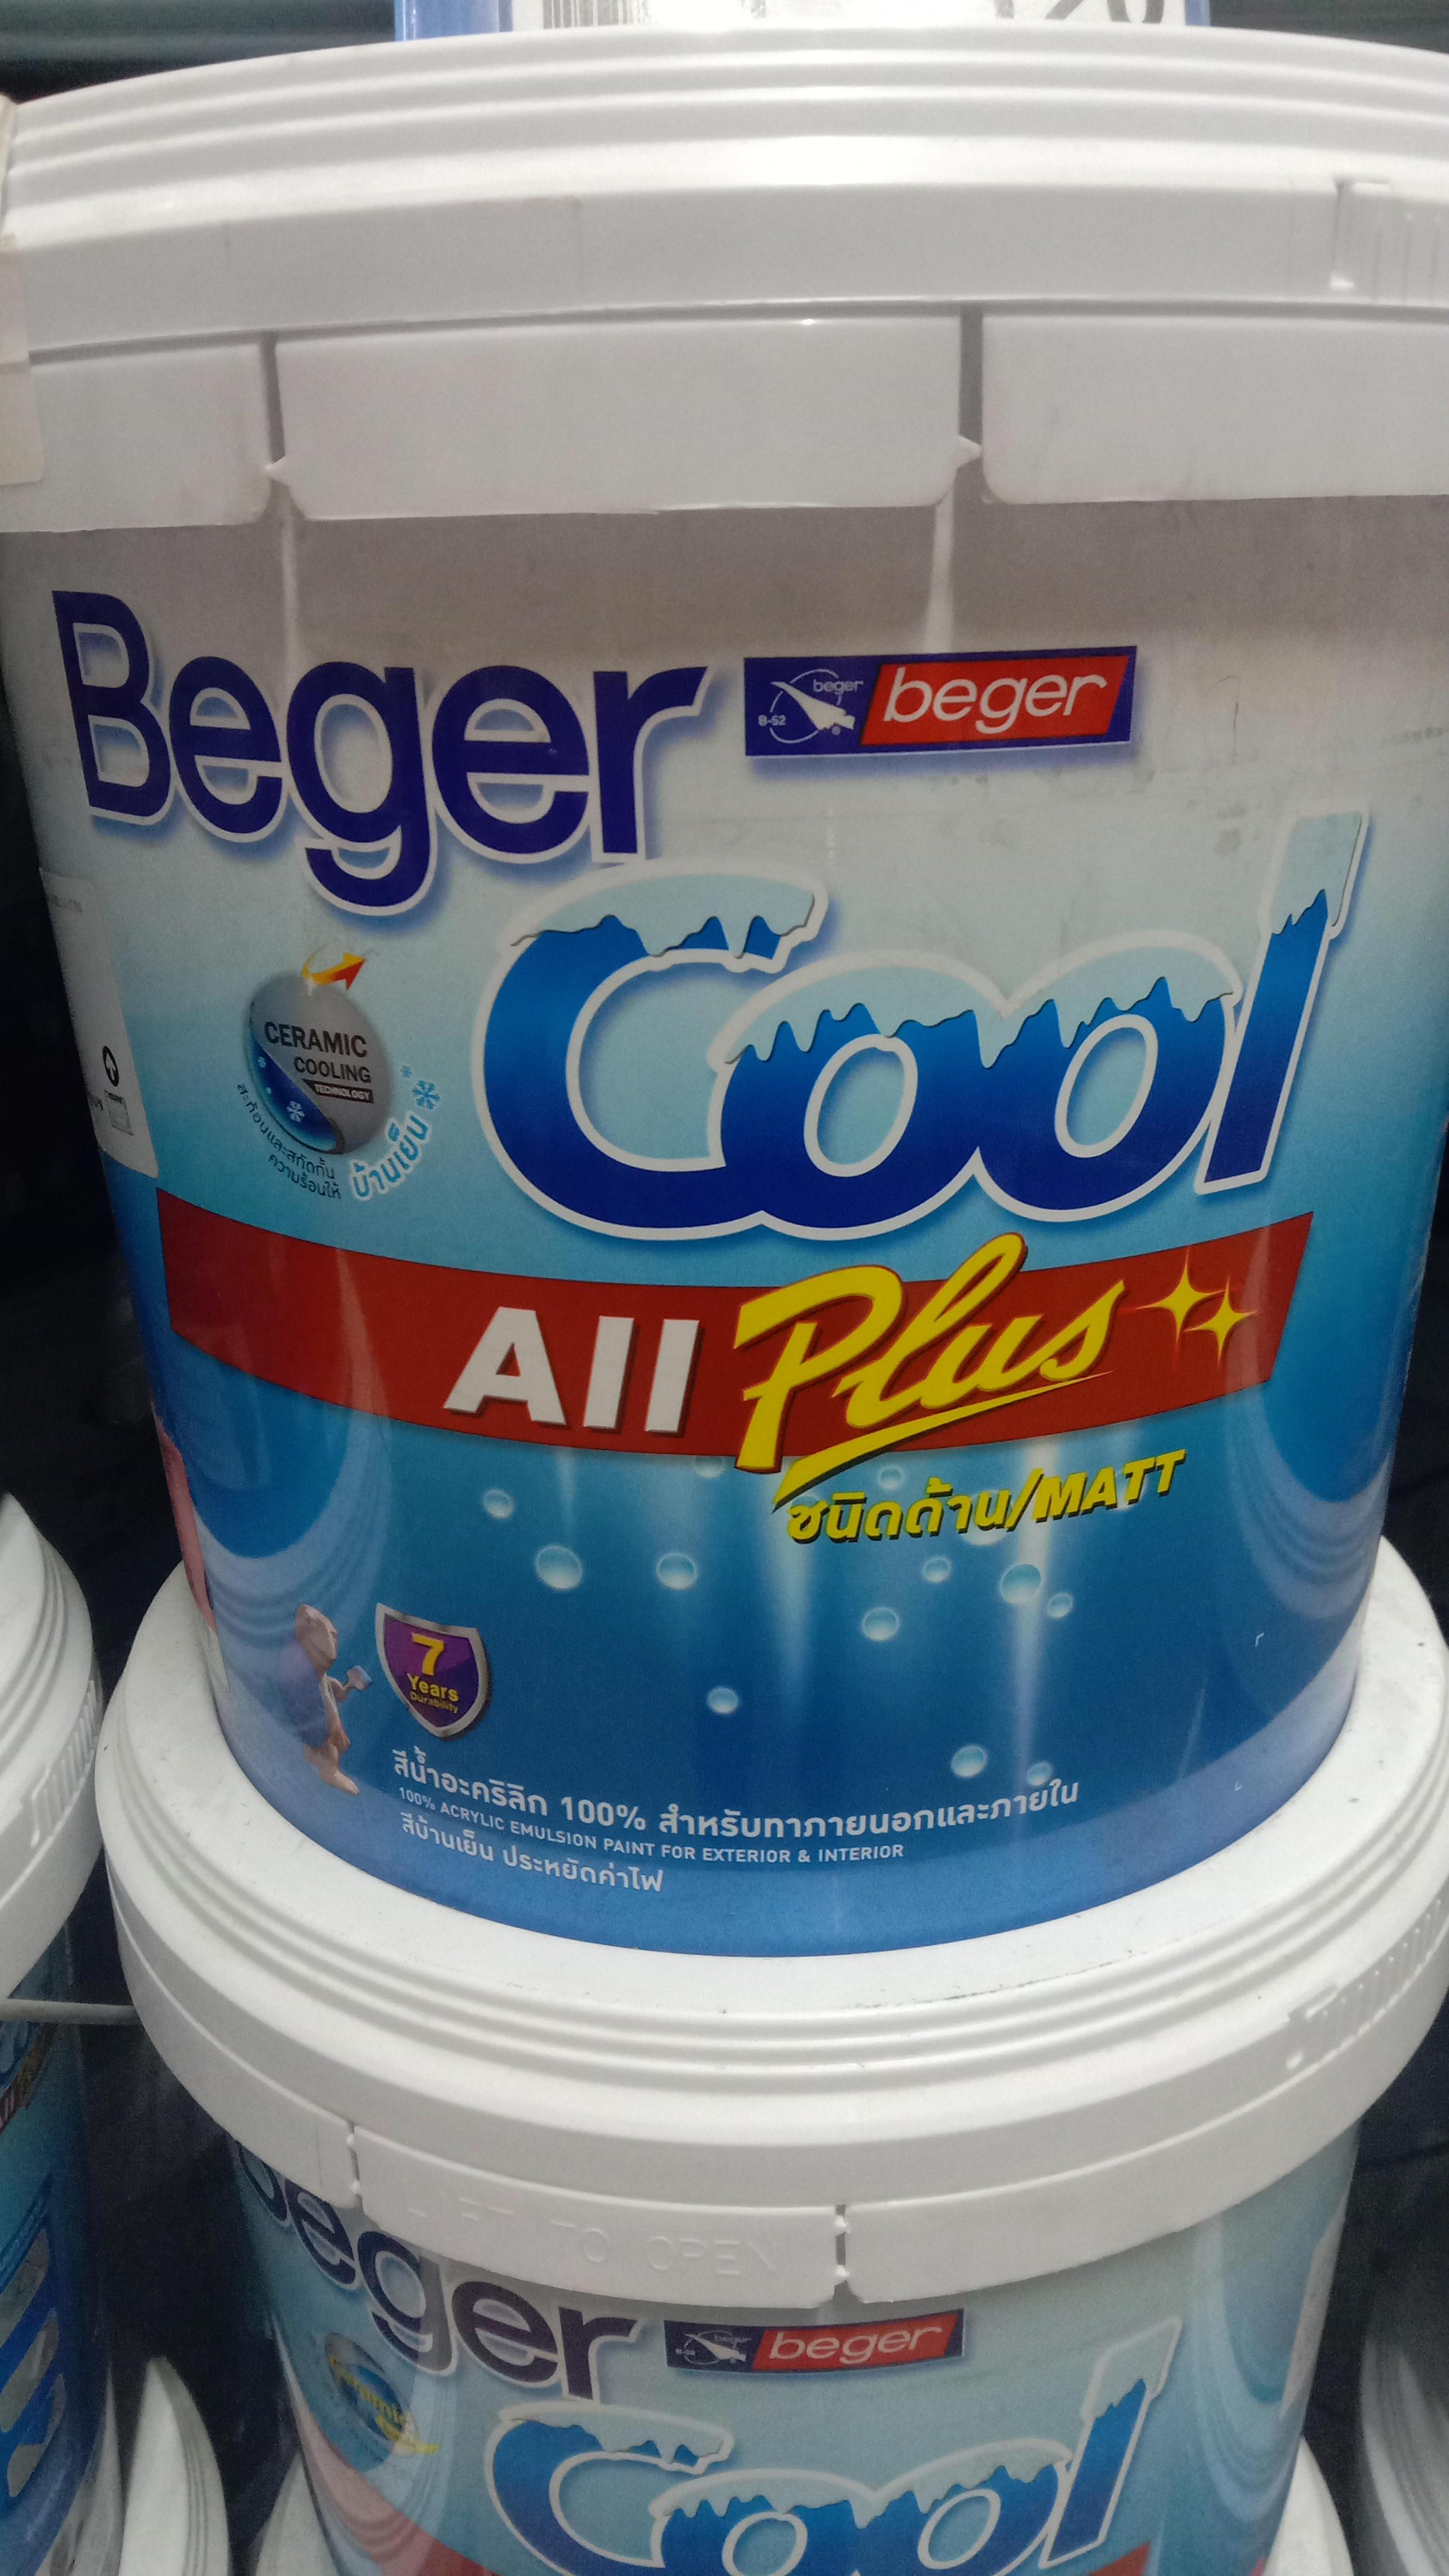 Beger
beger
B-52
beger
Cool
CERAMIC
COOLING
TECHNOLOGY
สะท้อนและสกัดกั้น
ความร้อนให้
บ้านเย็น
All Plus
ชนิดด้าน/MATT
7
Years
Durability
สีน้ำอะคริลิก 100% สำหรับทาภายนอกและภายใน
100% ACRYLIC EMULSION PAINT FOR EXTERIOR & INTERIOR
สีบ้านเย็น ประหยัดค่าไฟ
LIFT TO OPEN
Beger
beger
Cool